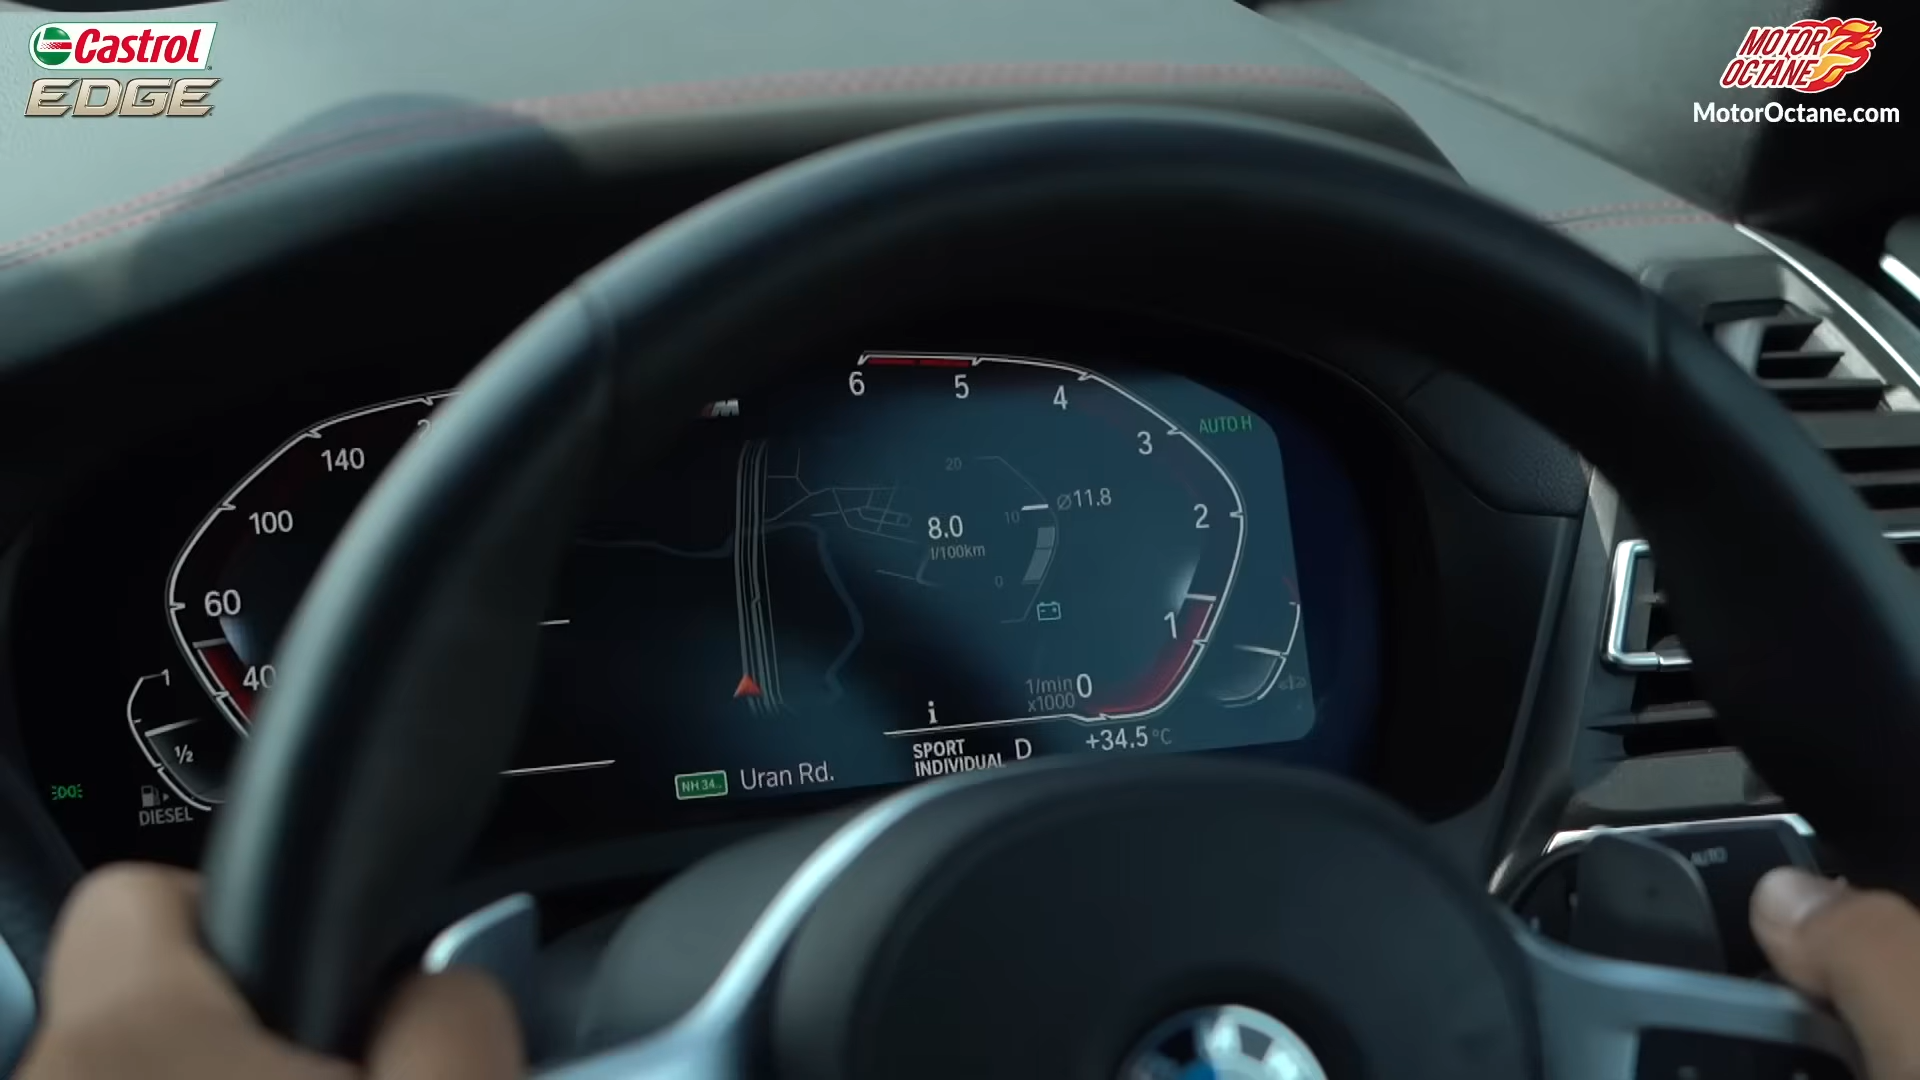 Castrol
EDGE
MOTOR
OCTANE
MotorOctane.com
6
5
4
3
2
1
0
1/min
x1000
140
100
60
40
M
AUTO H
20
10
0
⌀11.8
8.0
l/100km
i
SPORT
INDIVIDUAL D
+34.5 °C
NH 34..
Uran Rd.
1
½
DIESEL
AUTO